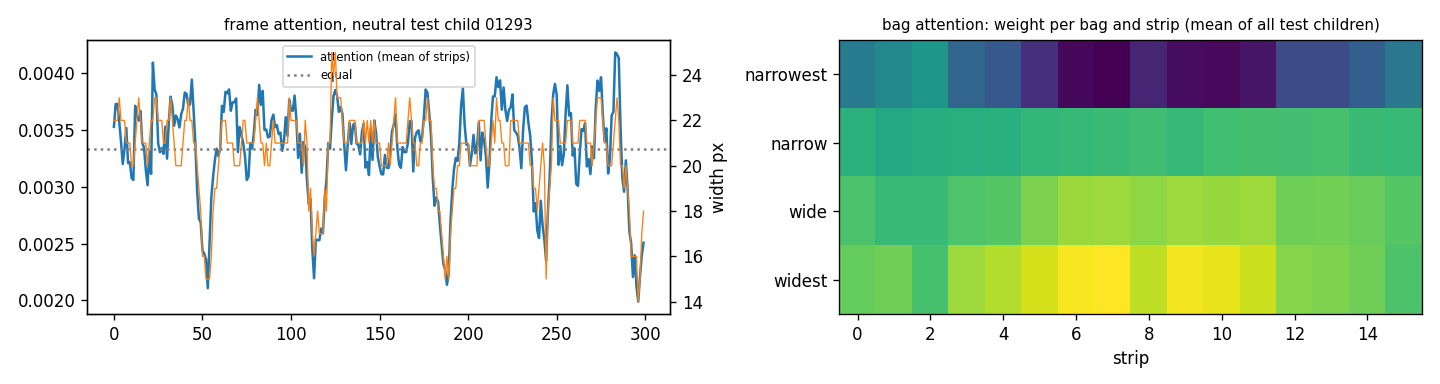 frame attention, neutral test child 01293
attention (mean of strips)
equal
0.0040
0.0035
0.0030
0.0025
0.0020
0
50
100
150
200
250
300
24
22
20
18
16
14
width px
bag attention: weight per bag and strip (mean of all test children)
narrowest
narrow
wide
widest
0
2
4
6
8
10
12
14
strip